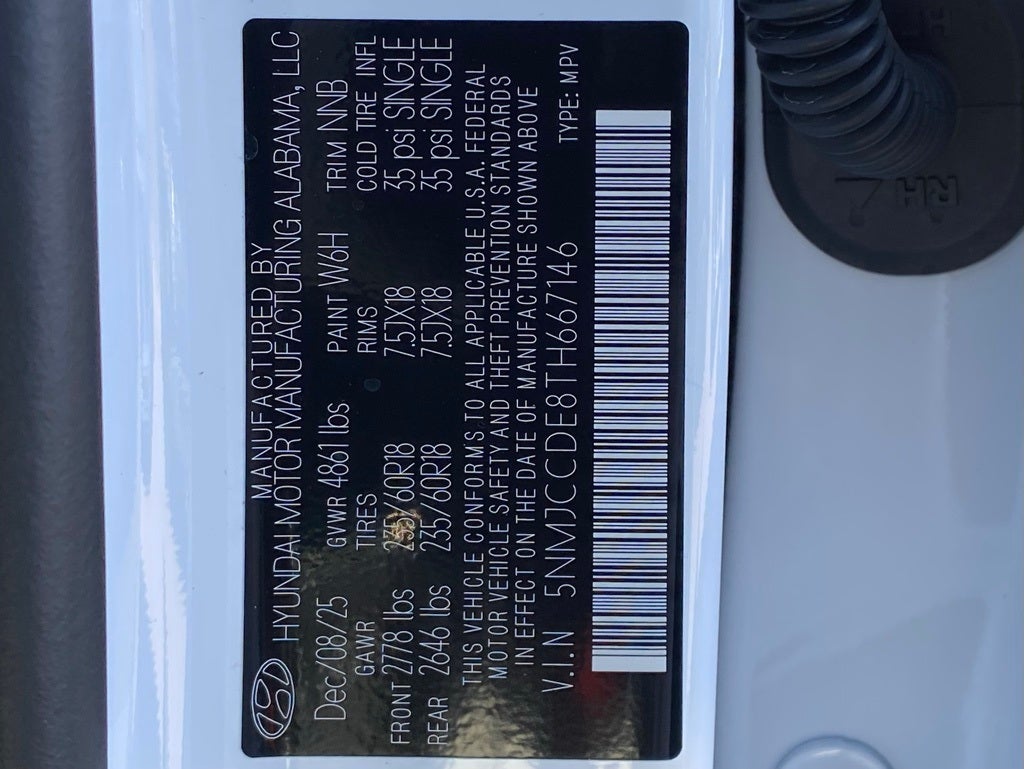 MANUFACTURED BY
HYUNDAI MOTOR MANUFACTURING ALABAMA, LLC
Dec/08/25 GVWR 4861 lbs PAINT W6H TRIM NNB
GAWR TIRES RIMS COLD TIRE INFL
FRONT 2778 lbs 235/60R18 7.5JX18 35 psi SINGLE
REAR 2646 lbs 235/60R18 7.5JX18 35 psi SINGLE
THIS VEHICLE CONFORMS TO ALL APPLICABLE U.S.A. FEDERAL
MOTOR VEHICLE SAFETY AND THEFT PREVENTION STANDARDS
IN EFFECT ON THE DATE OF MANUFACTURE SHOWN ABOVE
V.I.N 5NMJCCDE8TH667146 TYPE: MPV
RH